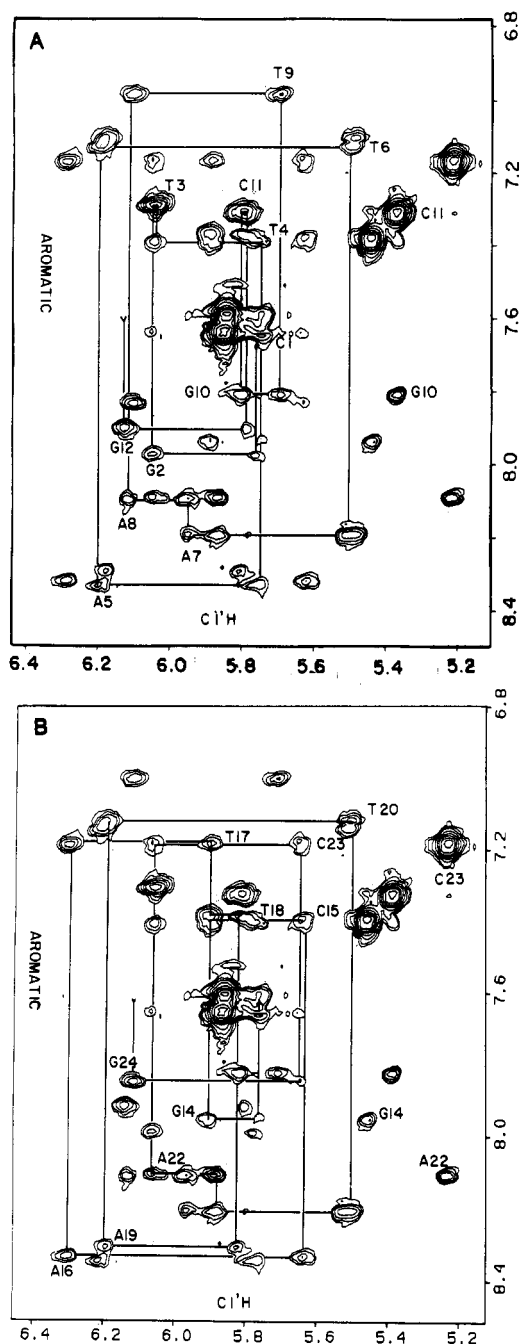 A
6.8
T9
T6
7.2
T3
C11
T4
C11
AROMATIC
7.6
C1
G10
G10
G12
G2
8.0
A8
A7
A5
8.4
C1'H
6.4 6.2 6.0 5.8 5.6 5.4 5.2
B
6.8
T20
7.2
T17
C23
C23
T18
C15
AROMATIC
7.6
G24
G14
G14
8.0
A22
A22
A19
A16
8.4
C1'H
6.4 6.2 6.0 5.8 5.6 5.4 5.2